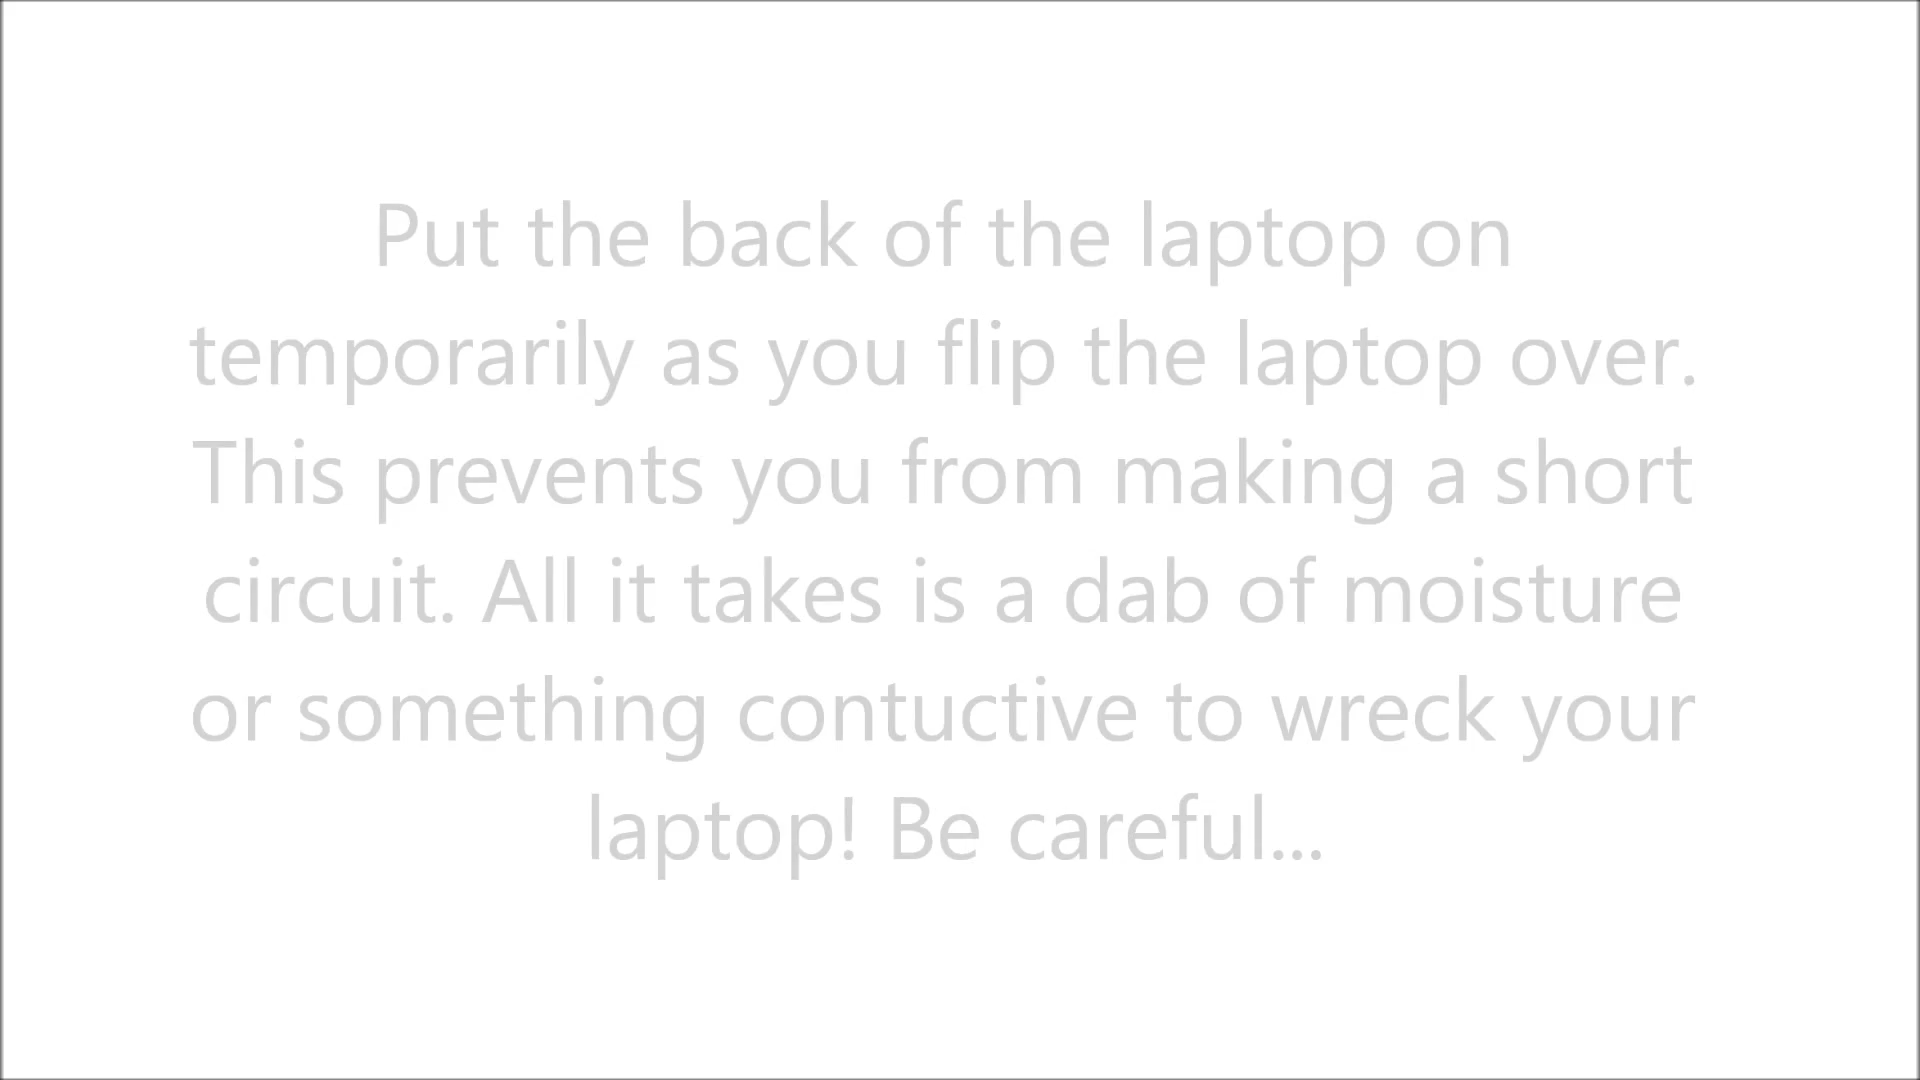 Put the back of the laptop on
temporarily as you flip the laptop over.
This prevents you from making a short
circuit. All it takes is a dab of moisture
or something contuctive to wreck your
laptop! Be careful...